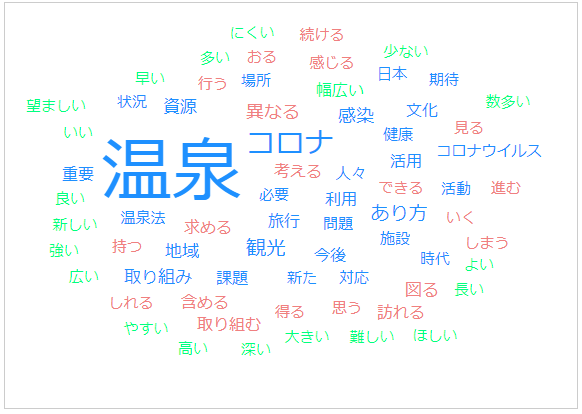 にくい 続ける
多い おる 感じる 少ない
早い 行う 場所 幅広い 日本 期待
望ましい 状況 資源 異なる 感染 文化 数多い
いい コロナ 健康 見る
温泉 コロナウイルス
重要 考える 人々 活用
良い 必要 利用 できる 活動 進む
新しい 温泉法 求める 旅行 問題 あり方 いく
強い 持つ 地域 観光 今後 施設 しまう
広い 取り組み 課題 新た 対応 時代 よい
しれる 含める 得る 思う 図る 長い
やすい 取り組む 大きい 難しい 訪れる ほしい
高い 深い